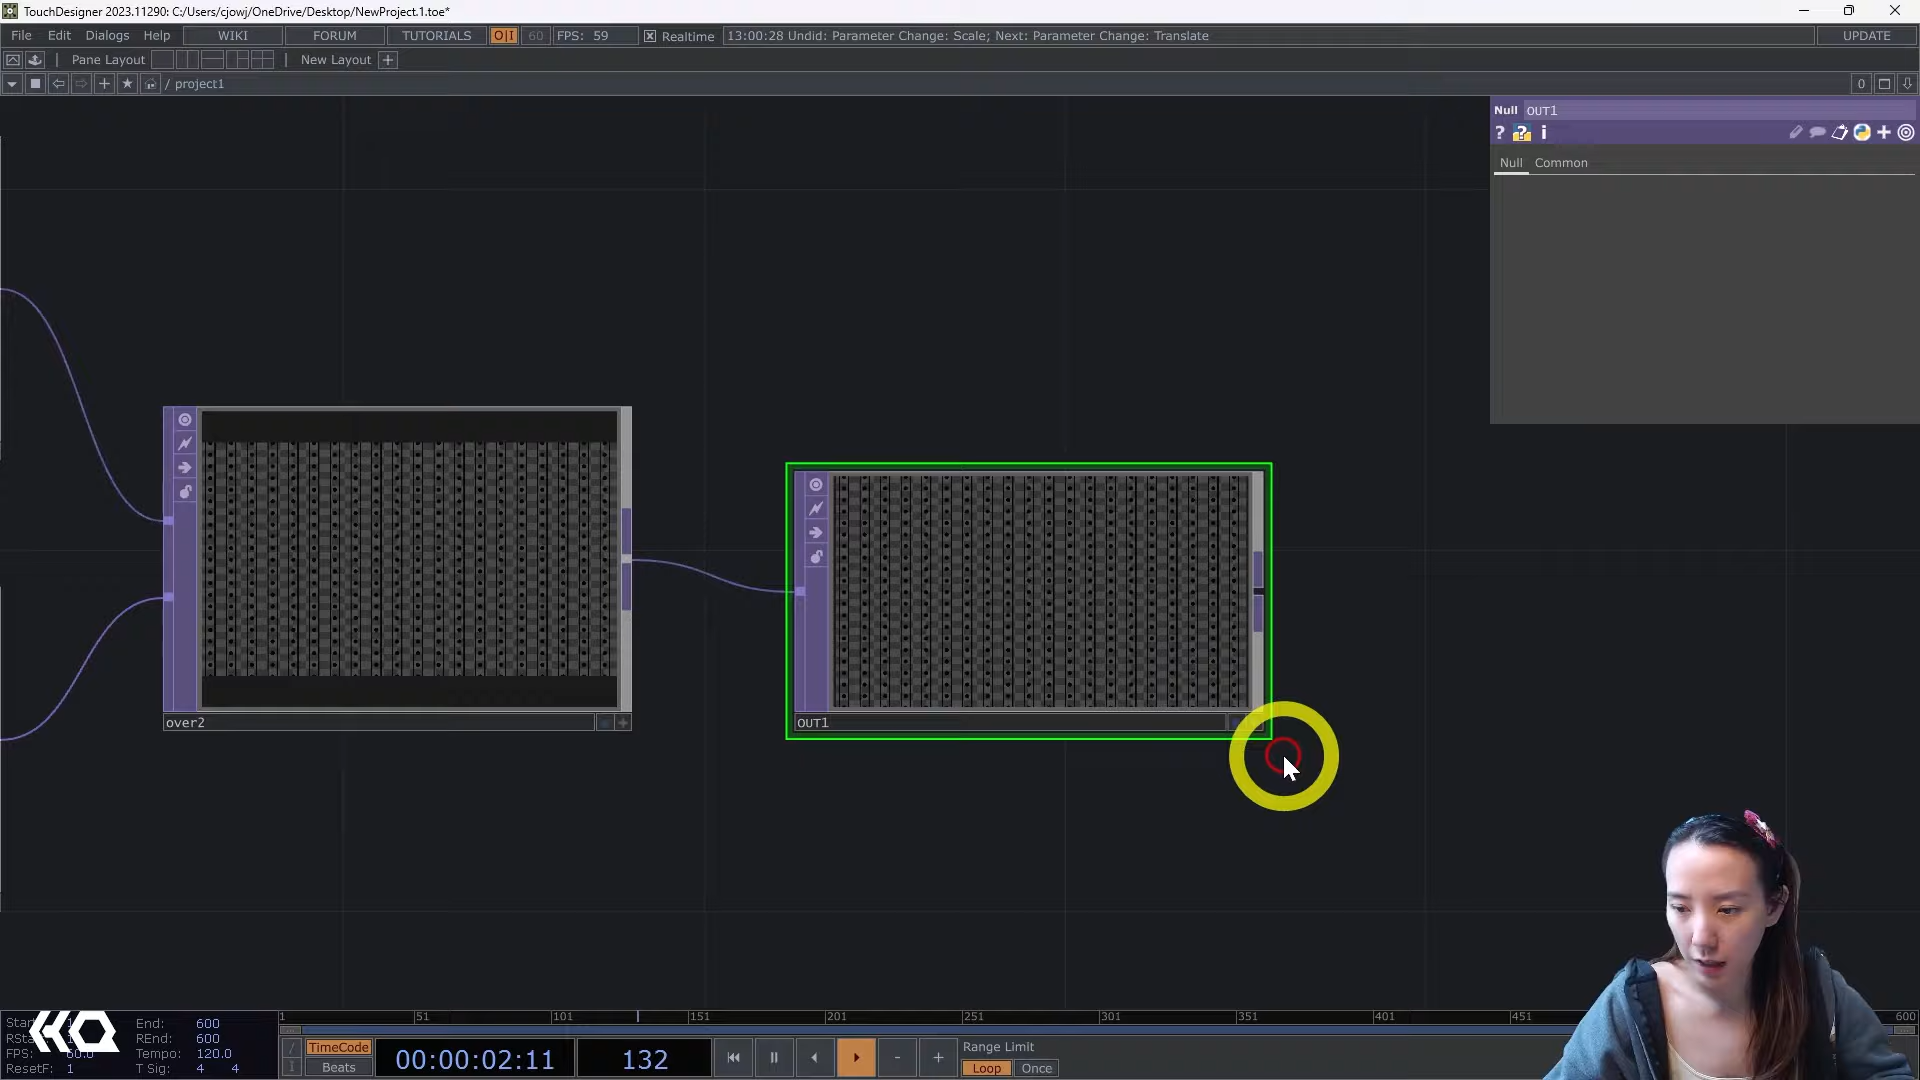 TouchDesigner 2023.11290: C:/Users/cjowj/OneDrive/Desktop/NewProject.1.toe*
File Edit Dialogs Help WIKI FORUM TUTORIALS O|I 60 FPS: 59 Realtime 13:00:28 Undid: Parameter Change: Scale; Next: Parameter Change: Translate UPDATE
Pane Layout New Layout +
/ project1 0
Null OUT1
? ? i
Null Common
over2
OUT1
1 51 101 151 201 251 301 351 401 451 600
End: 600
REnd: 600
FPS: 60.0 Tempo: 120.0
ResetF: 1 T Sig: 4 4
TimeCode
Beats
00:00:02:11
132
- +
Range Limit
Loop Once